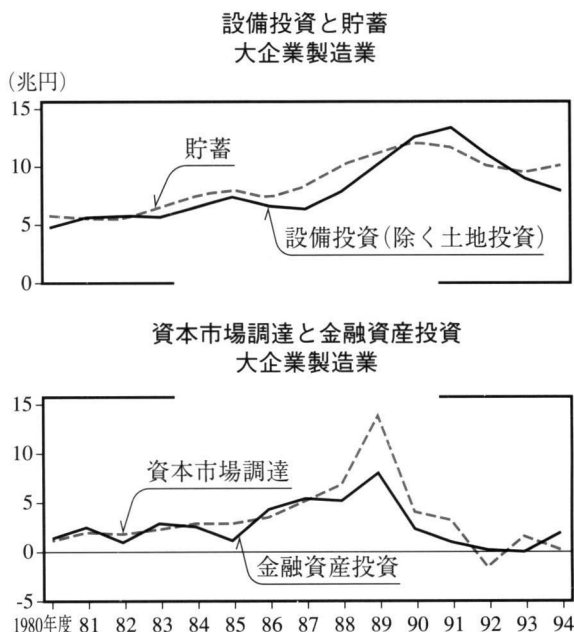 設備投資と貯蓄
大企業製造業
(兆円)
15
10
5
0
貯蓄
設備投資(除く土地投資)
資本市場調達と金融資産投資
大企業製造業
15
10
5
0
-5
資本市場調達
金融資産投資
1980年度 81 82 83 84 85 86 87 88 89 90 91 92 93 94